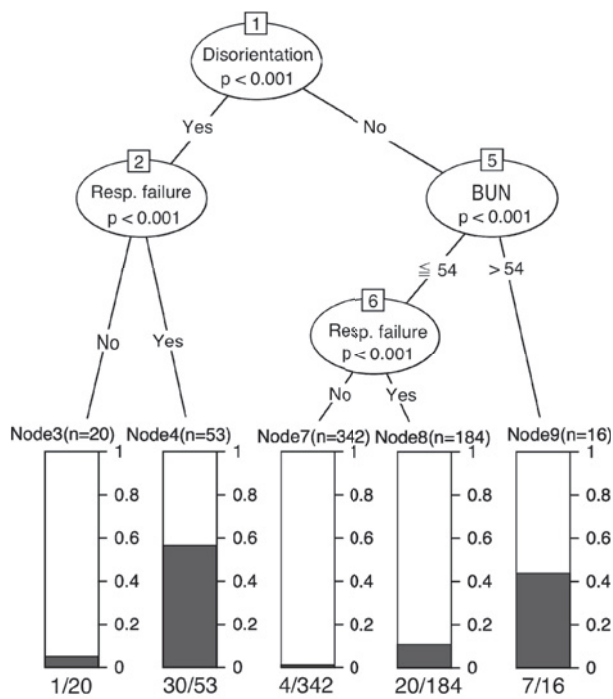 1
Disorientation
p < 0.001
Yes
No
2
Resp. failure
p < 0.001
5
BUN
p < 0.001
≦ 54
> 54
6
Resp. failure
p < 0.001
No
Yes
No
Yes
Node3(n=20)
Node4(n=53)
Node7(n=342)
Node8(n=184)
Node9(n=16)
1
0.8
0.6
0.4
0.2
0
1
0.8
0.6
0.4
0.2
0
1
0.8
0.6
0.4
0.2
0
1
0.8
0.6
0.4
0.2
0
1
0.8
0.6
0.4
0.2
0
1/20
30/53
4/342
20/184
7/16